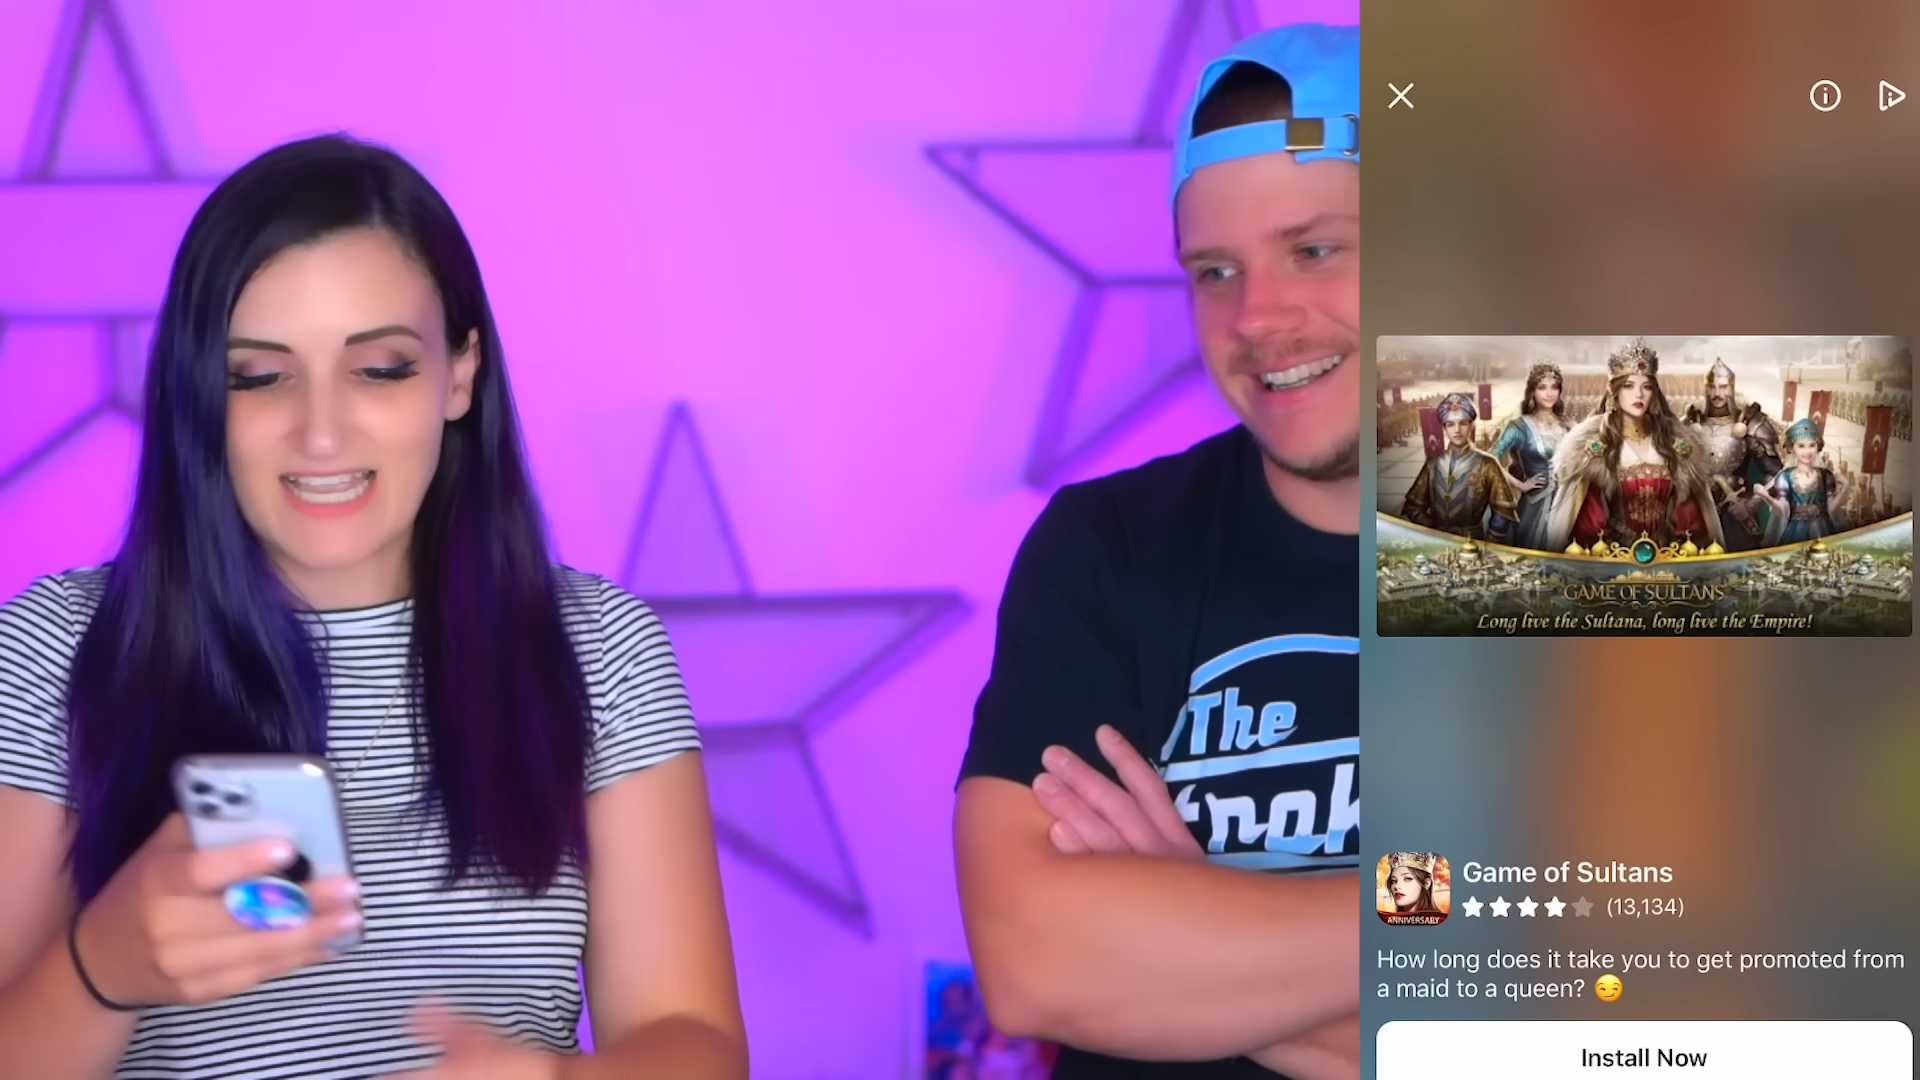 The
GAME OF SULTANS
Long live the Sultana, long live the Empire!
ANNIVERSARY
Game of Sultans
(13,134)
How long does it take you to get promoted from
a maid to a queen? 😏
Install Now